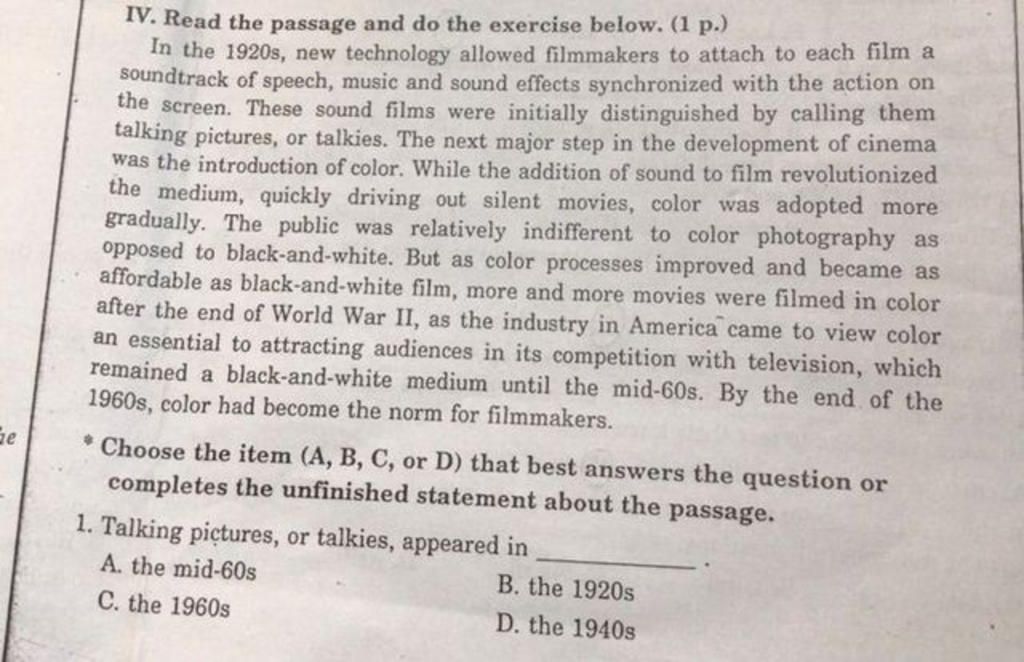 IV. Read the passage and do the exercise below. (1 p.)
In the 1920s, new technology allowed filmmakers to attach to each film a
soundtrack of speech, music and sound effects synchronized with the action on
the screen. These sound films were initially distinguished by calling them
talking pictures, or talkies. The next major step in the development of cinema
was the introduction of color. While the addition of sound to film revolutionized
the medium, quickly driving out silent movies, color was adopted more
gradually. The public was relatively indifferent to color photography as
opposed to black-and-white. But as color processes improved and became as
affordable as black-and-white film, more and more movies were filmed in color
after the end of World War II, as the industry in America came to view color
an essential to attracting audiences in its competition with television, which
remained a black-and-white medium until the mid-60s. By the end of the
1960s, color had become the norm for filmmakers.
* Choose the item (A, B, C, or D) that best answers the question or
completes the unfinished statement about the passage.
1. Talking pictures, or talkies, appeared in ______.
A. the mid-60s B. the 1920s
C. the 1960s D. the 1940s